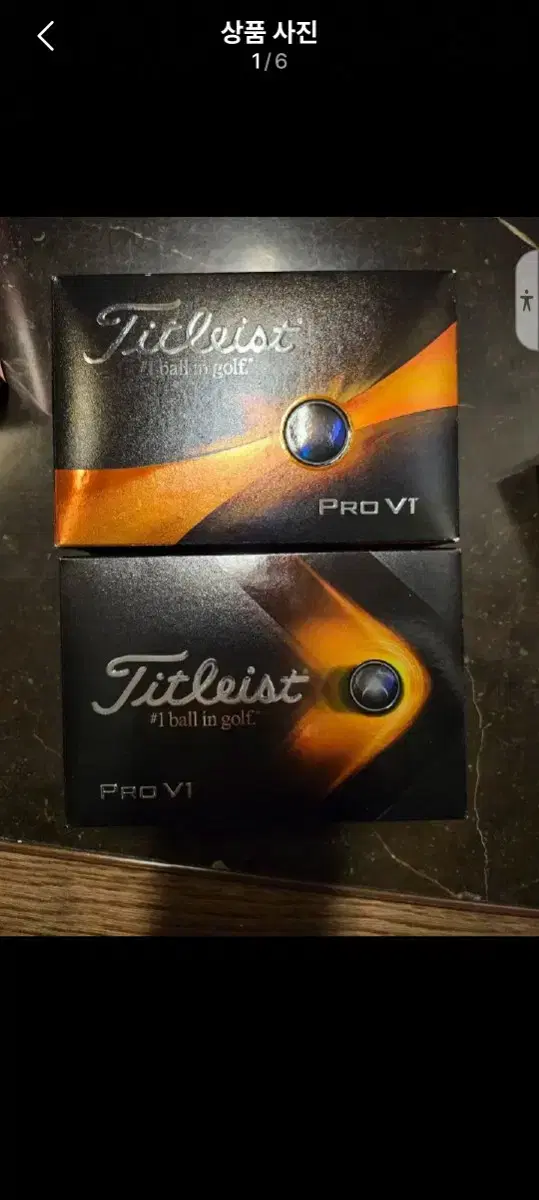 상품 사진
1/6
Titleist
#1 ball in golf.
PRO V1
Titleist
#1 ball in golf.
PRO V1